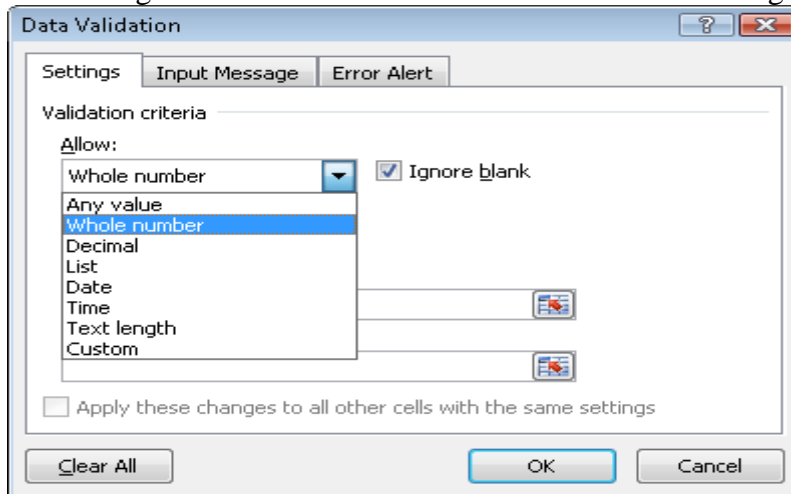 Data Validation
Settings Input Message Error Alert
Validation criteria
Allow:
Whole number Ignore blank
Any value
Whole number
Decimal
List
Date
Time
Text length
Custom
Apply these changes to all other cells with the same settings
Clear All OK Cancel